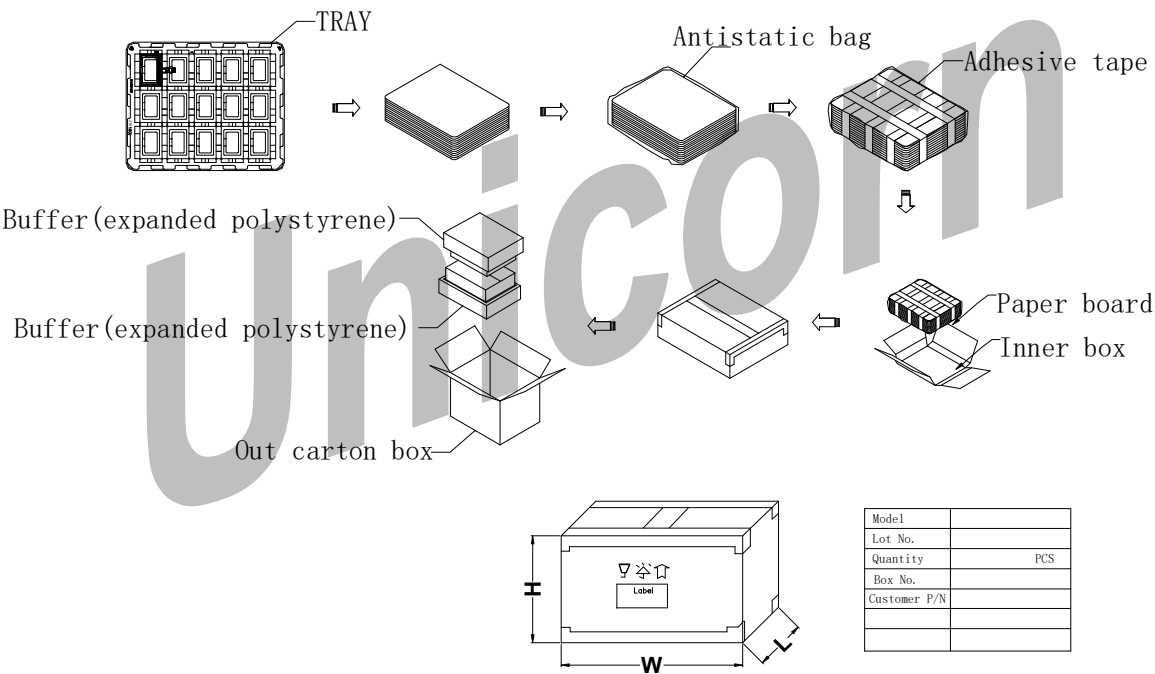 TRAY
Antistatic bag
Adhesive tape
Buffer(expanded polystyrene)
Buffer(expanded polystyrene)
Paper board
Inner box
Out carton box
Unicorn
Label
H
W
L
Model
Lot No.
Quantity PCS
Box No.
Customer P/N